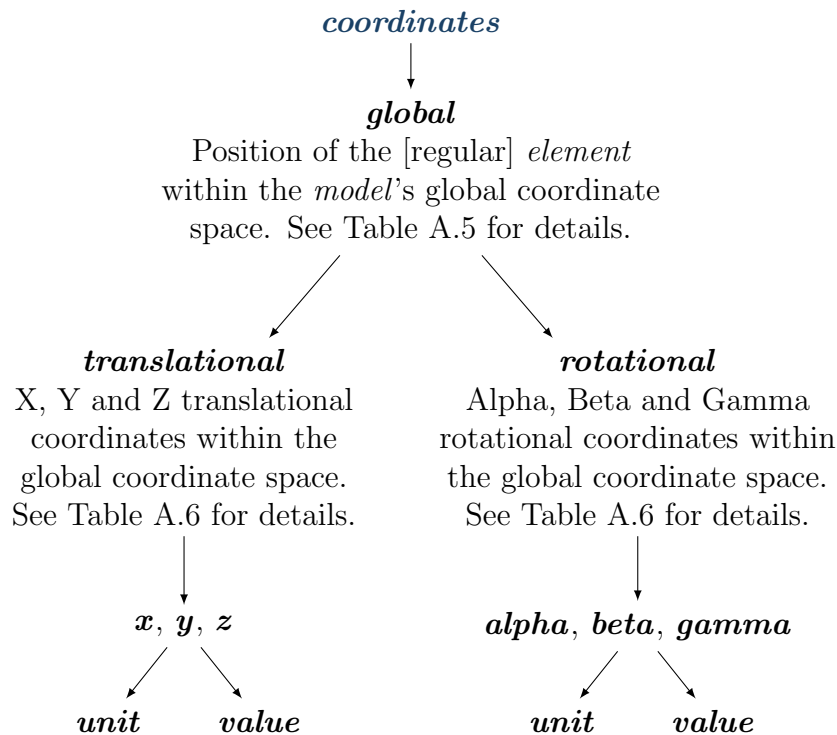 coordinates
global
Position of the [regular] element
within the model's global coordinate
space. See Table A.5 for details.
translational
X, Y and Z translational
coordinates within the
global coordinate space.
See Table A.6 for details.
rotational
Alpha, Beta and Gamma
rotational coordinates within
the global coordinate space.
See Table A.6 for details.
x, y, z
alpha, beta, gamma
unit
value
unit
value